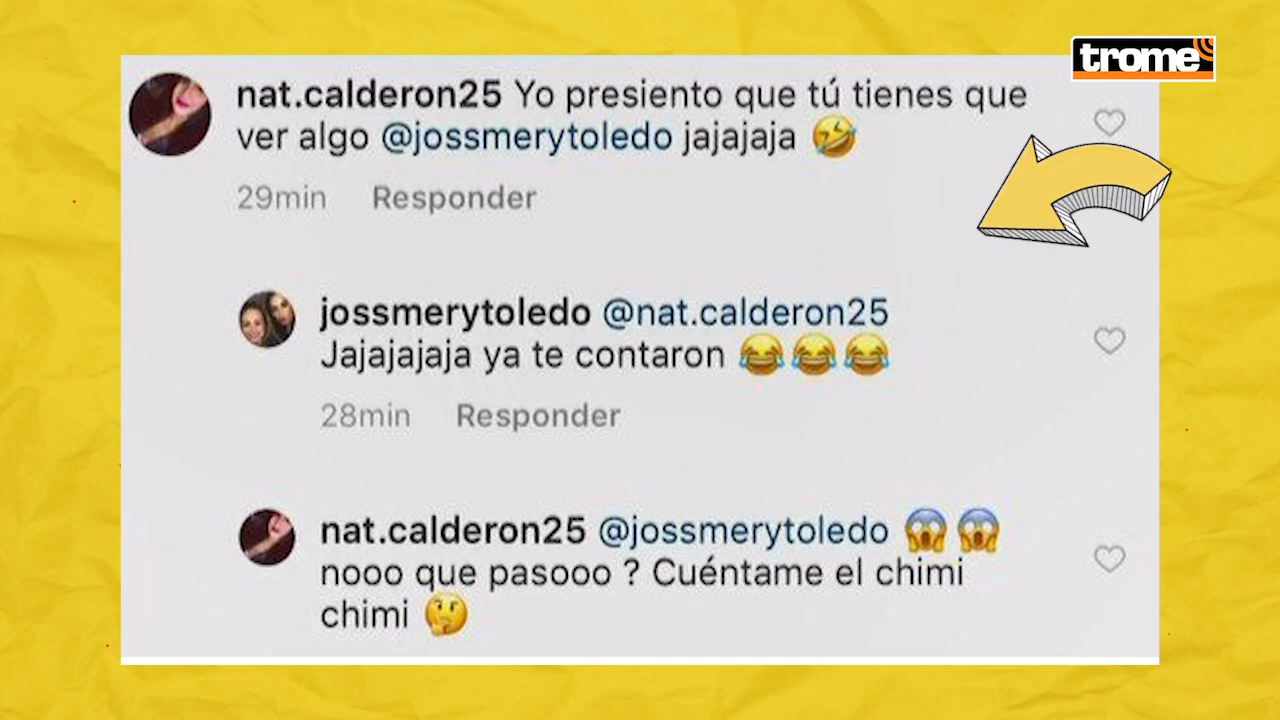 trome
nat.calderon25 Yo presiento que tú tienes que
ver algo @jossmerytoledo jajajaja 🤣
29min Responder
jossmerytoledo @nat.calderon25
Jajajajaja ya te contaron 😂😂😂
28min Responder
nat.calderon25 @jossmerytoledo 😱😱
nooo que pasooo ? Cuéntame el chimi
chimi 🤔